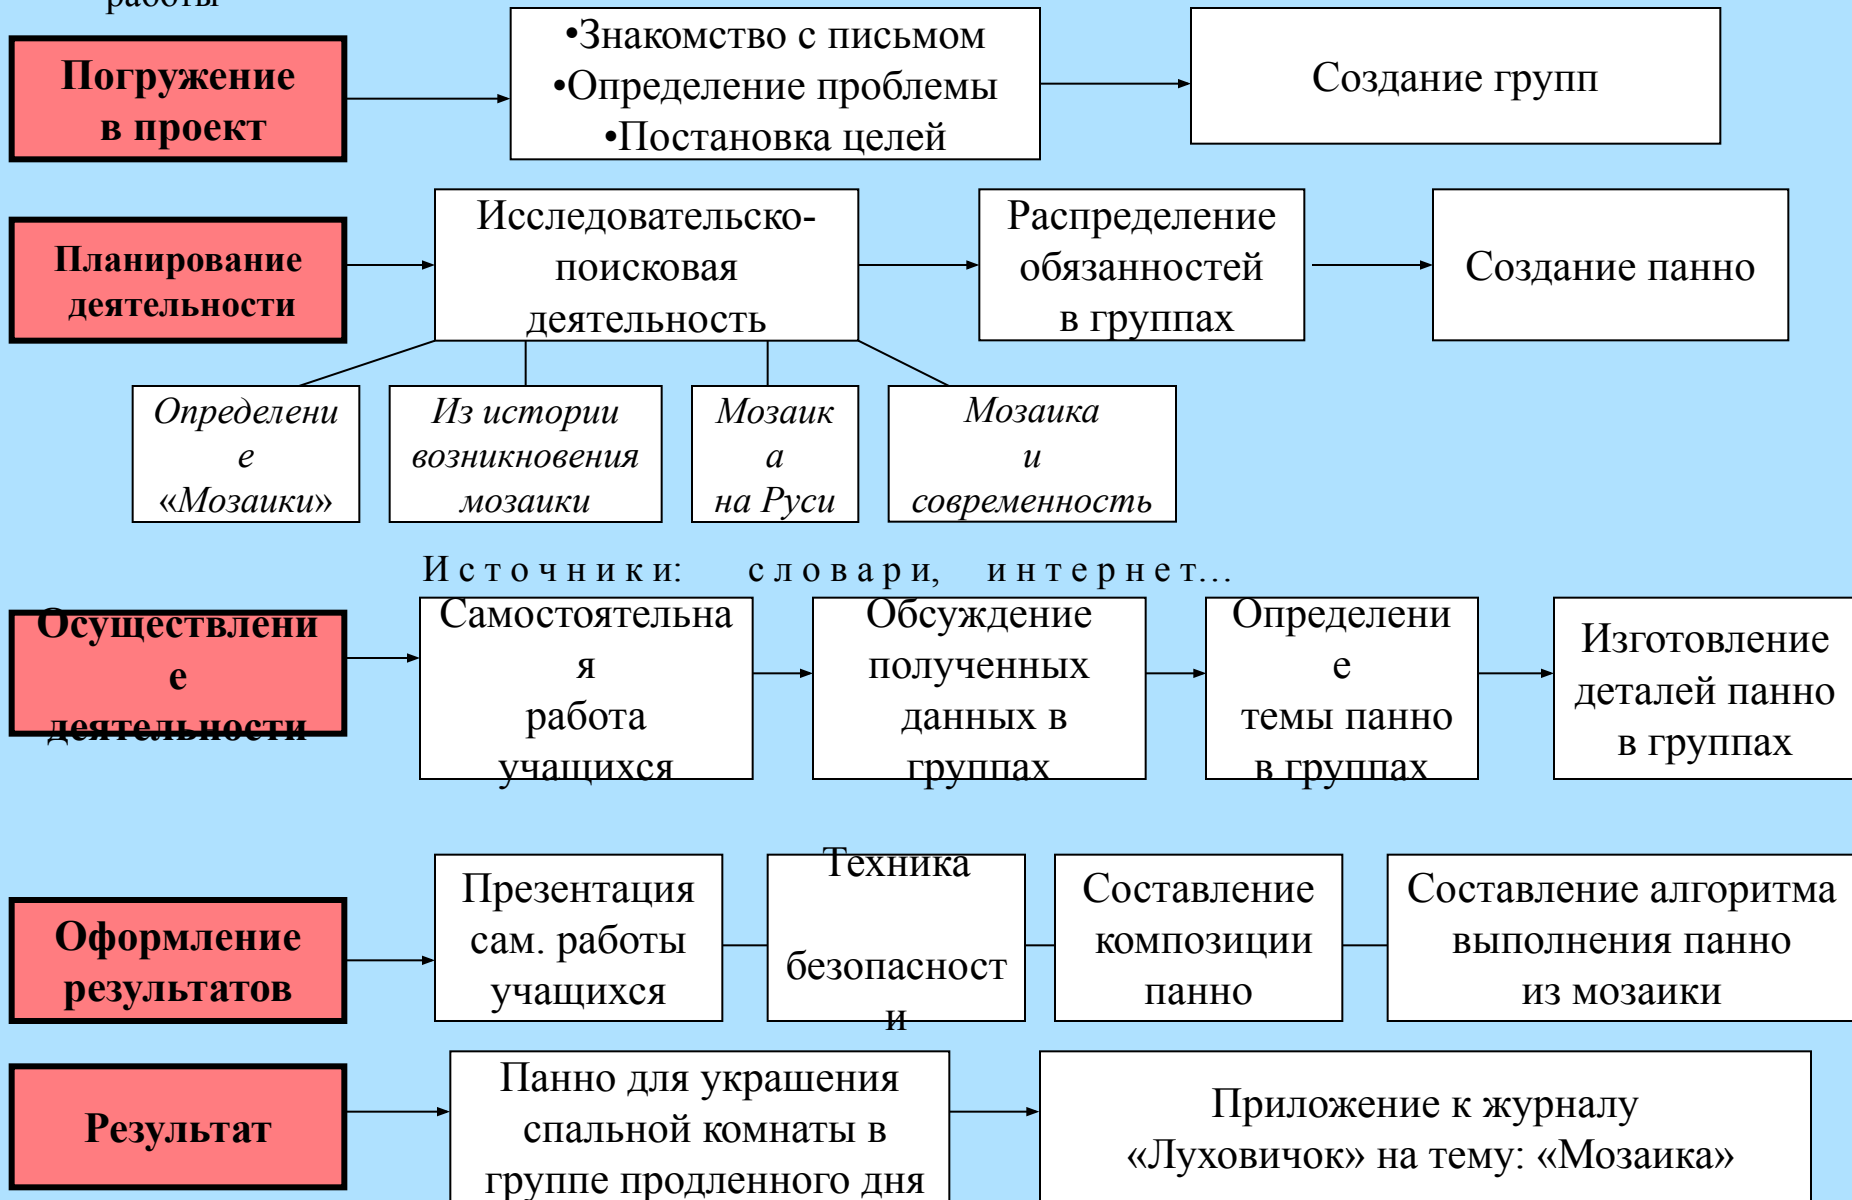 работы
Погружение
в проект
•Знакомство с письмом
•Определение проблемы
•Постановка целей
Создание групп
Планирование
деятельности
Исследовательско-
поисковая
деятельность
Распределение
обязанностей
в группах
Создание панно
Определени
е
«Мозаики»
Из истории
возникновения
мозаики
Мозаик
а
на Руси
Мозаика
и
современность
И с т о ч н и к и: с л о в а р и, и н т е р н е т…
Осуществлени
е
деятельности
Самостоятельна
я
работа
учащихся
Обсуждение
полученных
данных в
группах
Определени
е
темы панно
в группах
Изготовление
деталей панно
в группах
Оформление
результатов
Презентация
сам. работы
учащихся
Техника
безопасност
и
Составление
композиции
панно
Составление алгоритма
выполнения панно
из мозаики
Результат
Панно для украшения
спальной комнаты в
группе продленного дня
Приложение к журналу
«Луховичок» на тему: «Мозаика»